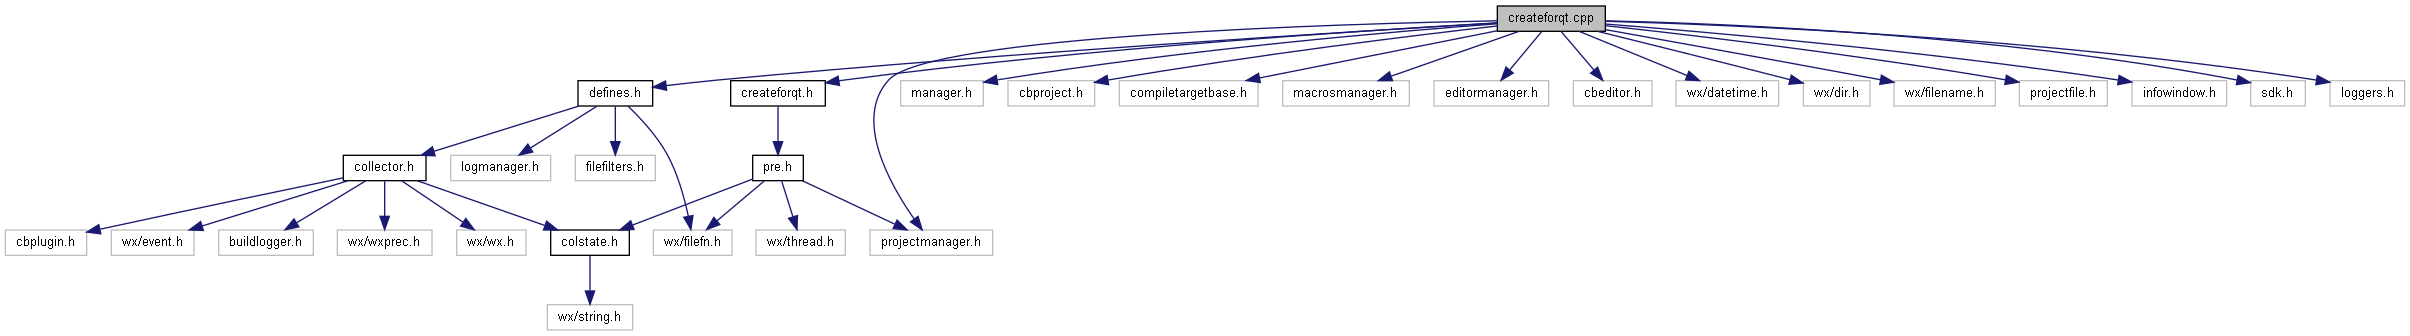 createforqt.cpp
defines.h
createforqt.h
manager.h
cbproject.h
compiletargetbase.h
macrosmanager.h
editormanager.h
cbeditor.h
wx/datetime.h
wx/dir.h
wx/filename.h
projectfile.h
infowindow.h
sdk.h
loggers.h
collector.h
logmanager.h
filefilters.h
pre.h
cbplugin.h
wx/event.h
buildlogger.h
wx/wxprec.h
wx/wx.h
colstate.h
wx/filefn.h
wx/thread.h
projectmanager.h
wx/string.h